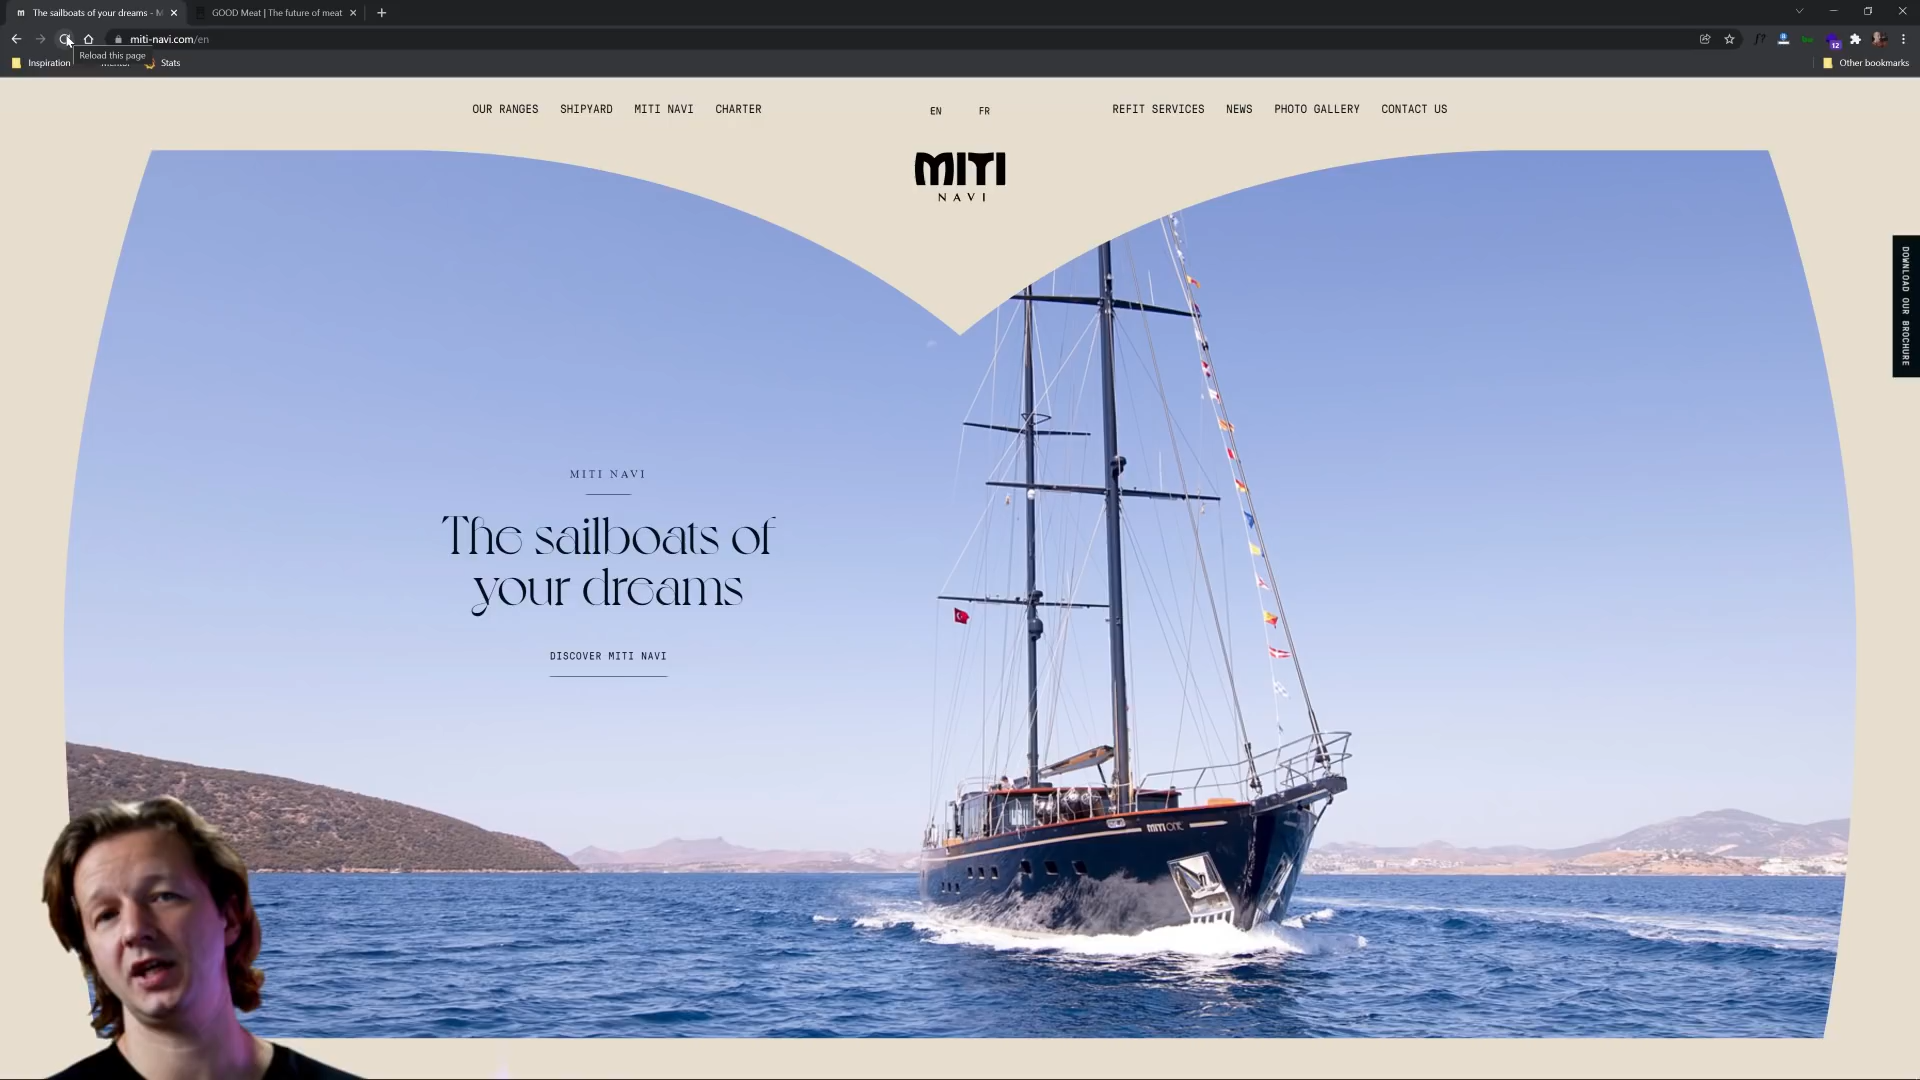 The sailboats of your dreams - M
GOOD Meat | The future of meat
miti-navi.com/en
Reload this page
12
Inspiration
Stats
Other bookmarks
OUR RANGES SHIPYARD MITI NAVI CHARTER
EN FR
REFIT SERVICES NEWS PHOTO GALLERY CONTACT US
MITI
NAVI
DOWNLOAD OUR BROCHURE
MITI NAVI
The sailboats of
your dreams
DISCOVER MITI NAVI
MITI ONE